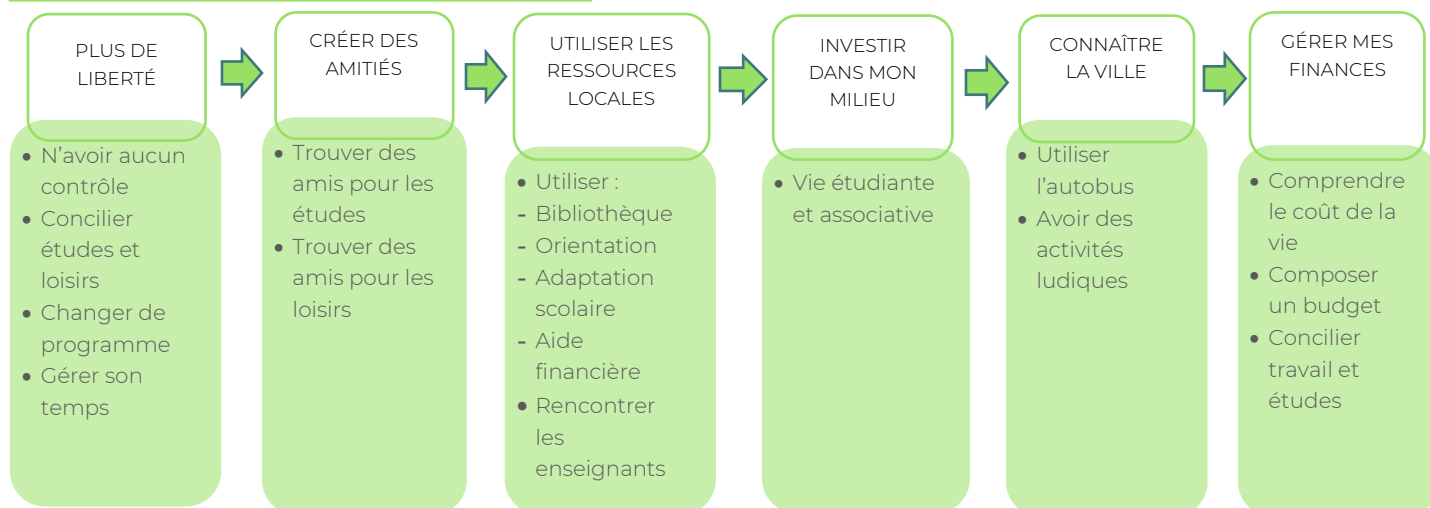 PLUS DE
LIBERTÉ
N'avoir aucun
contrôle
Concilier
études et
loisirs
Changer de
programme
Gérer son
temps
CRÉER DES
AMITIÉS
Trouver des
amis pour les
études
Trouver des
amis pour les
loisirs
UTILISER LES
RESSOURCES
LOCALES
Utiliser :
- Bibliothèque
- Orientation
- Adaptation
scolaire
- Aide
financière
Rencontrer
les
enseignants
INVESTIR
DANS MON
MILIEU
Vie étudiante
et associative
CONNAÎTRE
LA VILLE
Utiliser
l'autobus
Avoir des
activités
ludiques
GÉRER MES
FINANCES
Comprendre
le coût de la
vie
Composer
un budget
Concilier
travail et
études